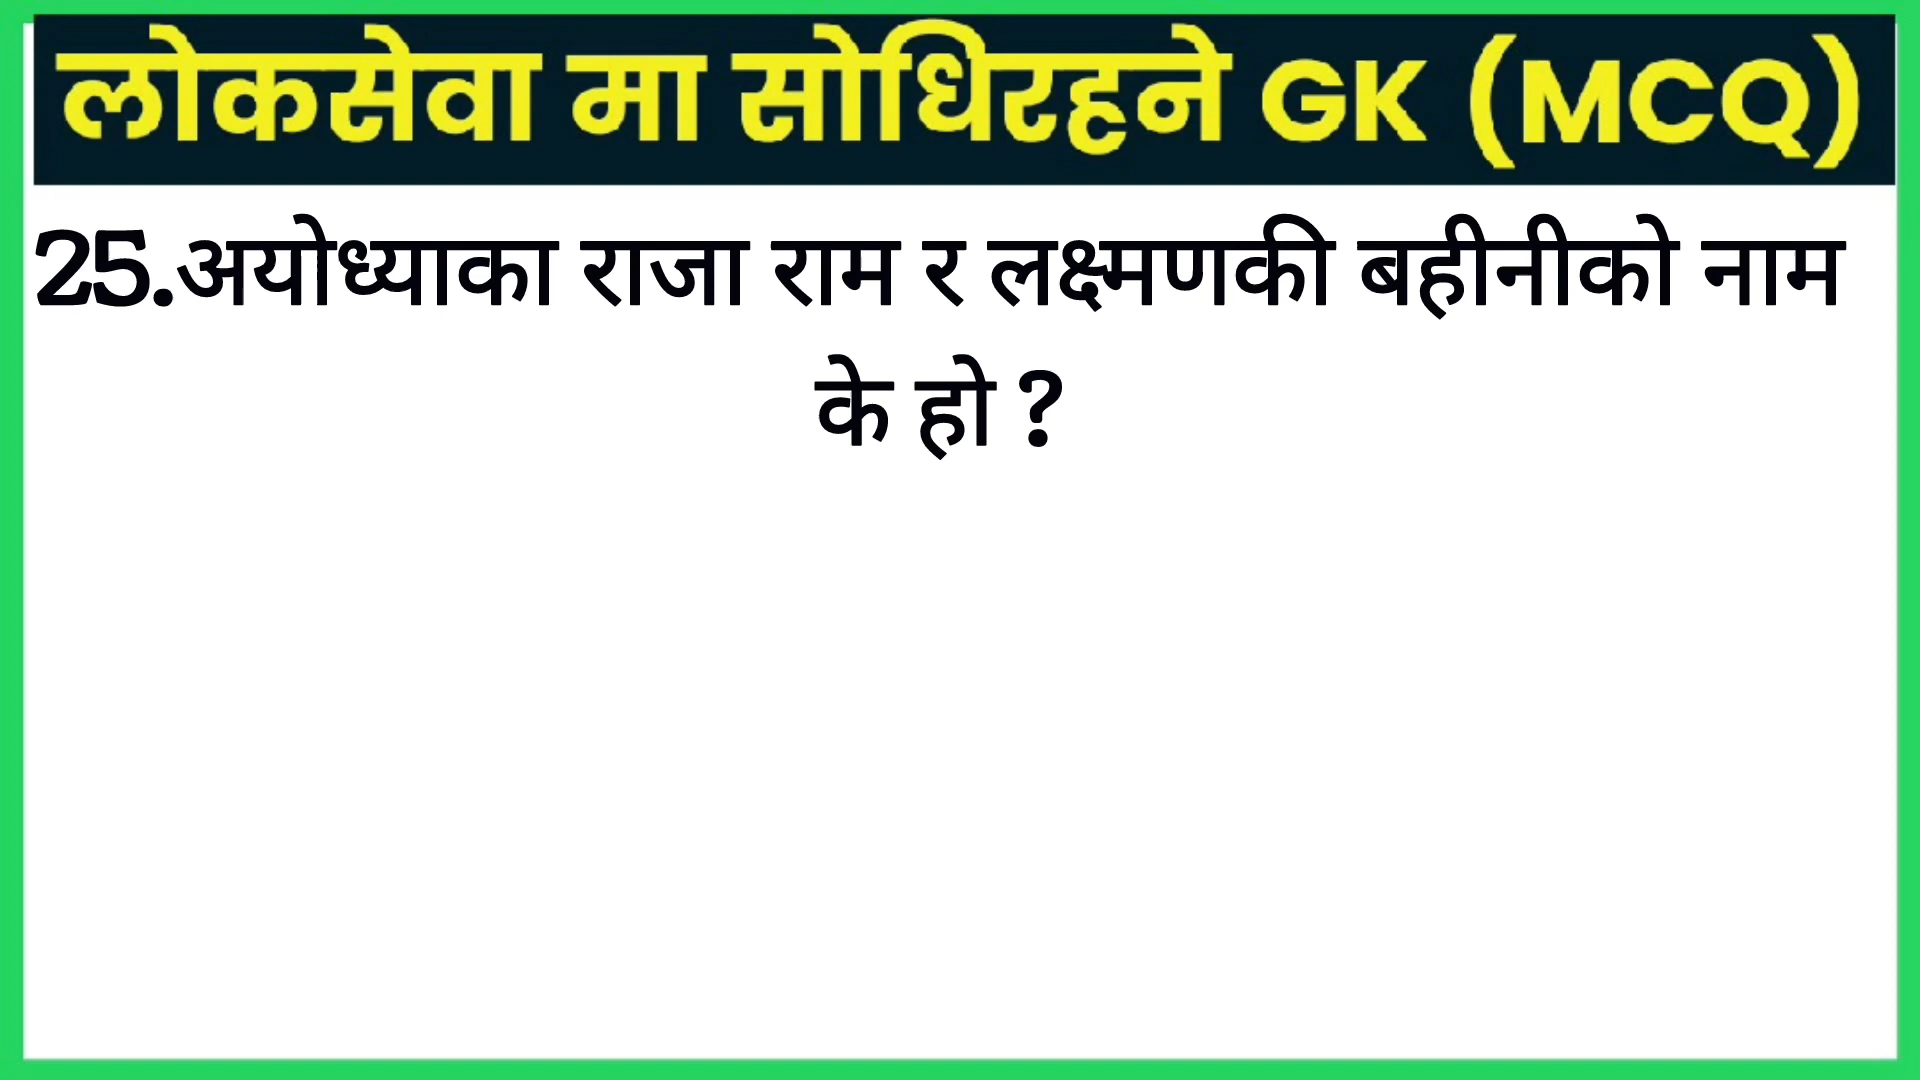 लोकसेवा मा सोधिरहने GK (MCQ)
25.अयोध्याका राजा राम र लक्ष्मणकी बहीनीको नाम
के हो ?